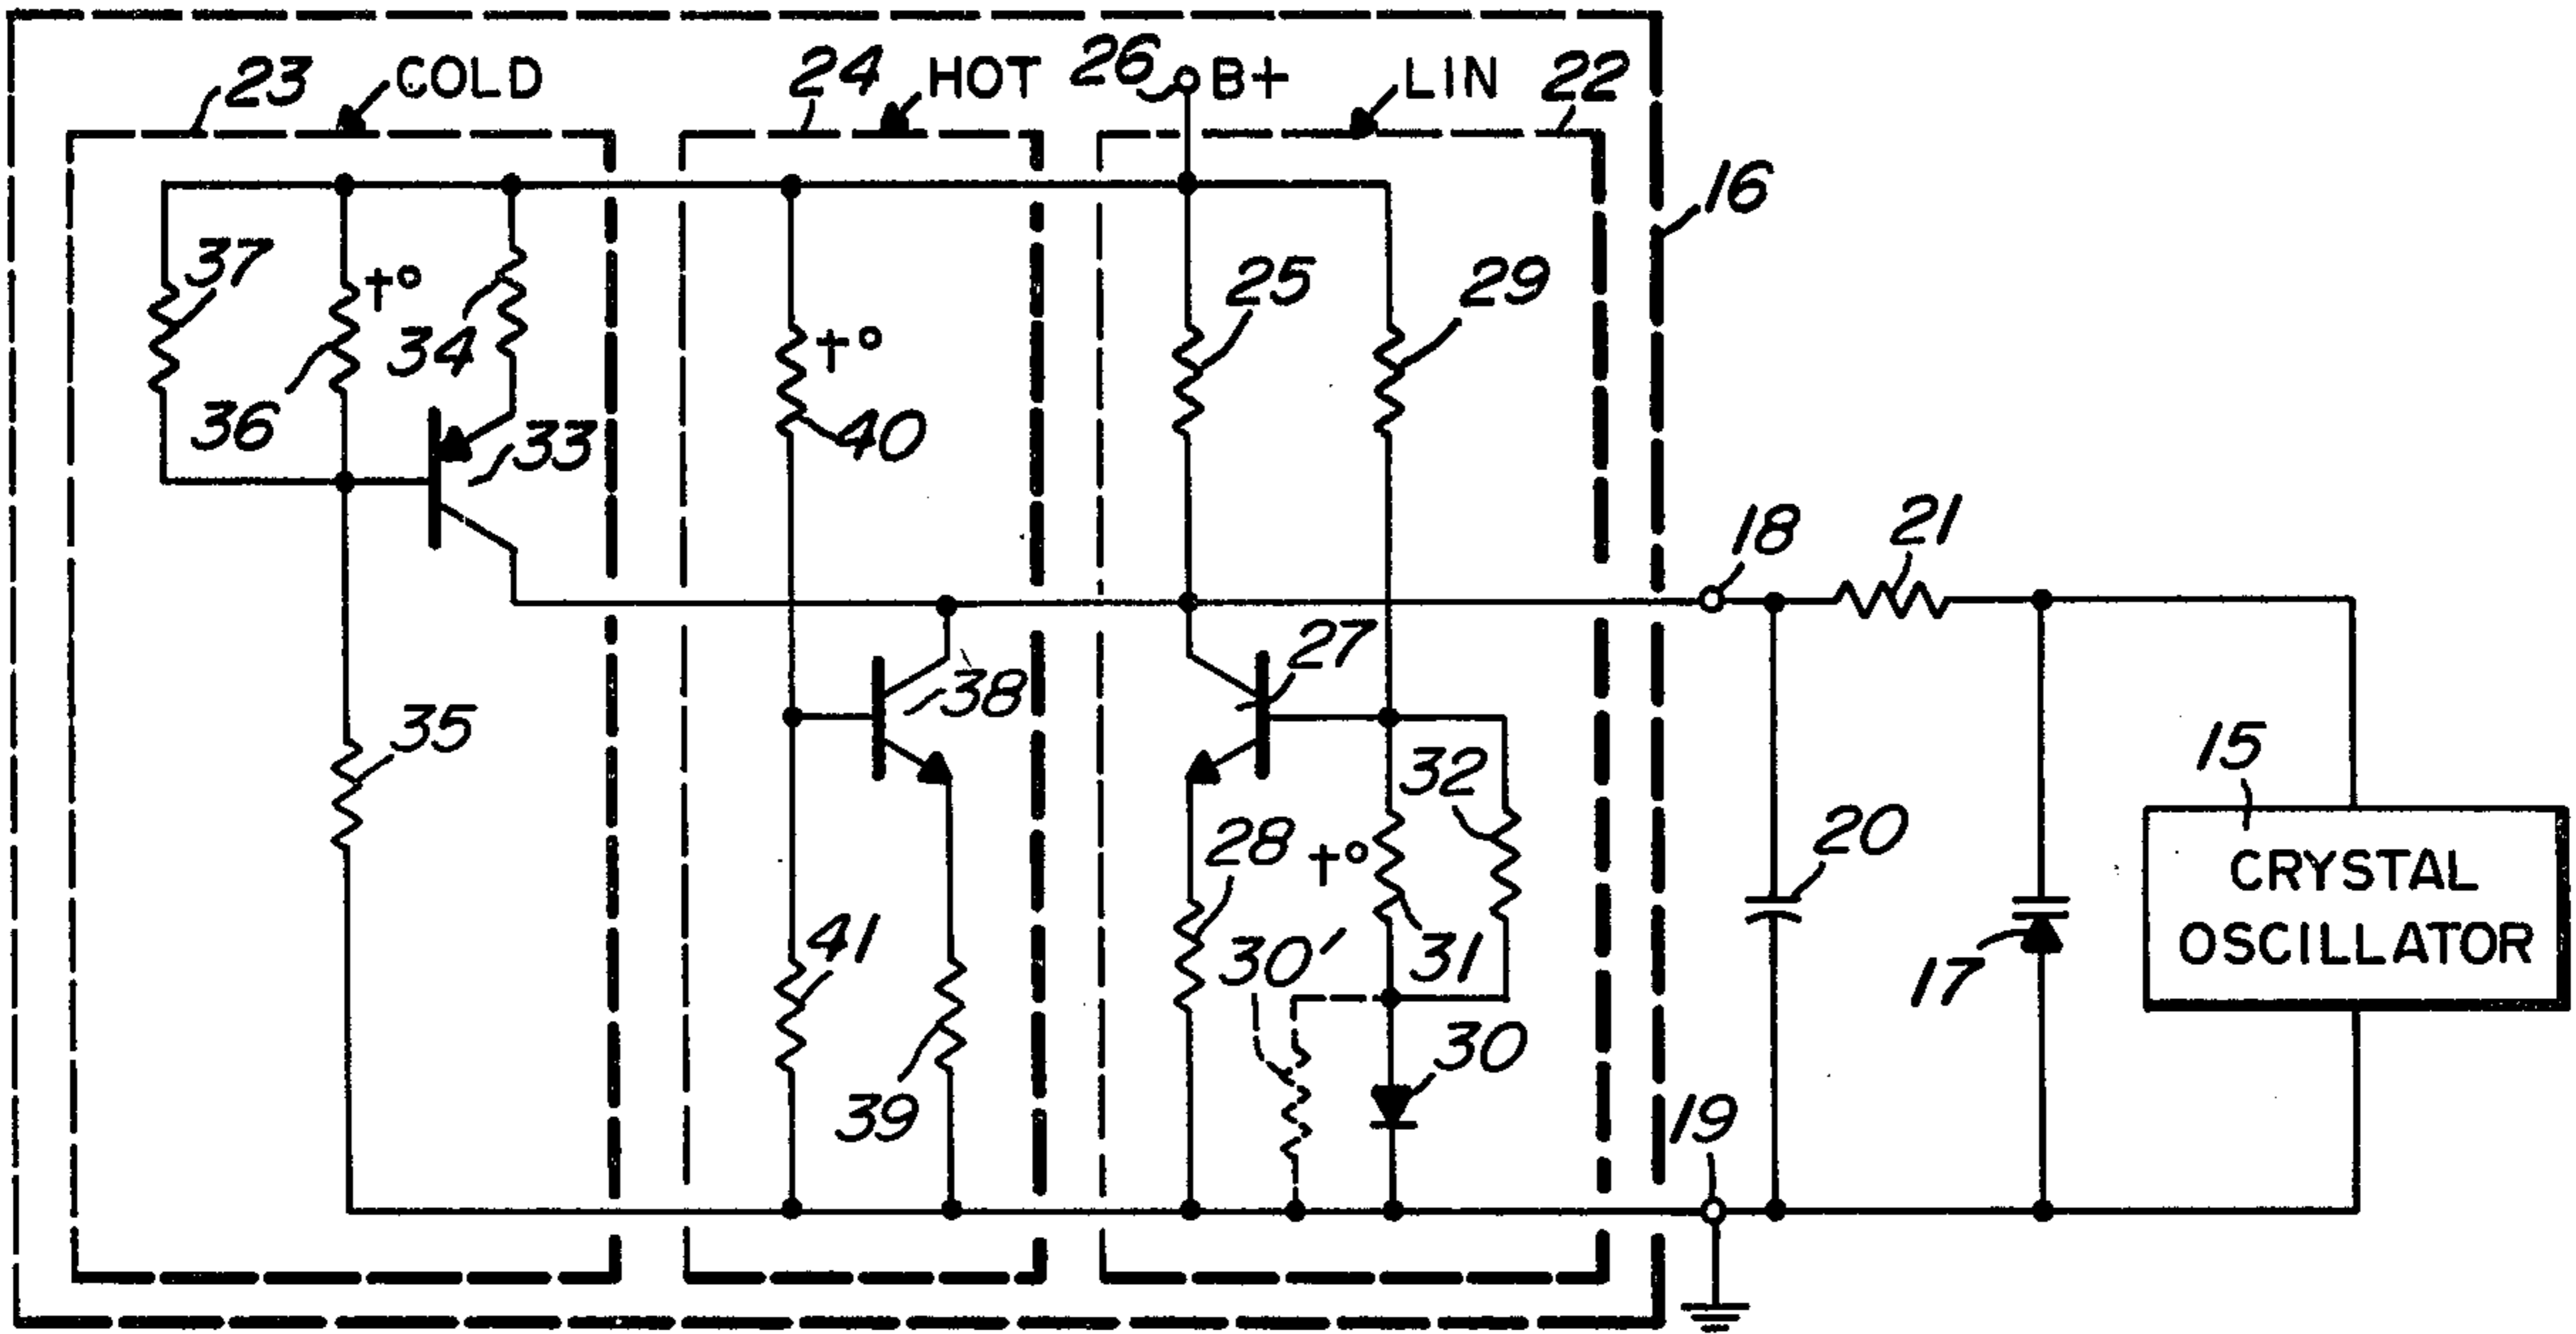 23 COLD 24 HOT 26 B+ LIN 22
16
37 t° 34 36 33
t° 40
25 29
18 21
35 38 27 32
15
CRYSTAL
OSCILLATOR
28 t° 31
20
41 30' 17
39 30
19